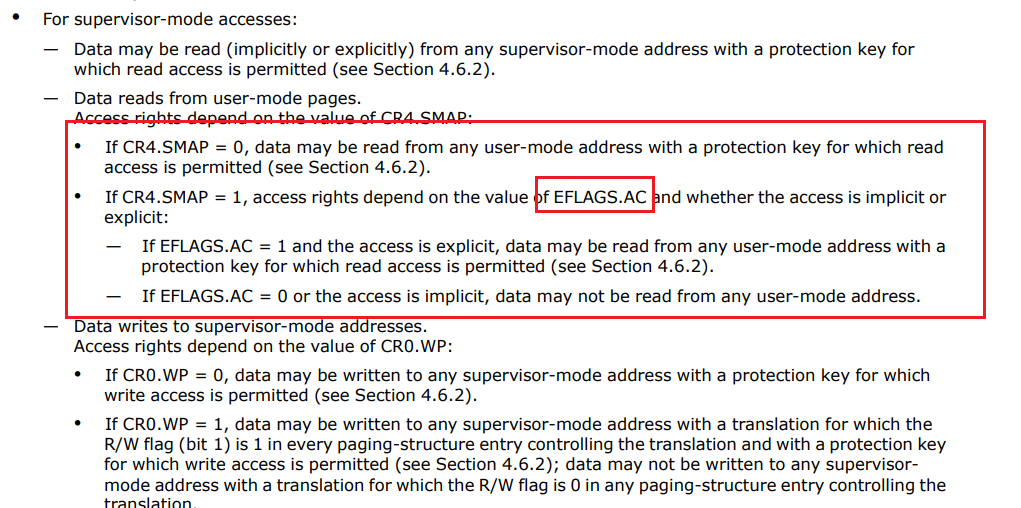 • For supervisor-mode accesses:
— Data may be read (implicitly or explicitly) from any supervisor-mode address with a protection key for
which read access is permitted (see Section 4.6.2).
— Data reads from user-mode pages.
Access rights depend on the value of CR4.SMAP:
• If CR4.SMAP = 0, data may be read from any user-mode address with a protection key for which read
access is permitted (see Section 4.6.2).
• If CR4.SMAP = 1, access rights depend on the value of EFLAGS.AC and whether the access is implicit or
explicit:
— If EFLAGS.AC = 1 and the access is explicit, data may be read from any user-mode address with a
protection key for which read access is permitted (see Section 4.6.2).
— If EFLAGS.AC = 0 or the access is implicit, data may not be read from any user-mode address.
— Data writes to supervisor-mode addresses.
Access rights depend on the value of CR0.WP:
• If CR0.WP = 0, data may be written to any supervisor-mode address with a protection key for which
write access is permitted (see Section 4.6.2).
• If CR0.WP = 1, data may be written to any supervisor-mode address with a translation for which the
R/W flag (bit 1) is 1 in every paging-structure entry controlling the translation and with a protection key
for which write access is permitted (see Section 4.6.2); data may not be written to any supervisor-
mode address with a translation for which the R/W flag is 0 in any paging-structure entry controlling the
translation.